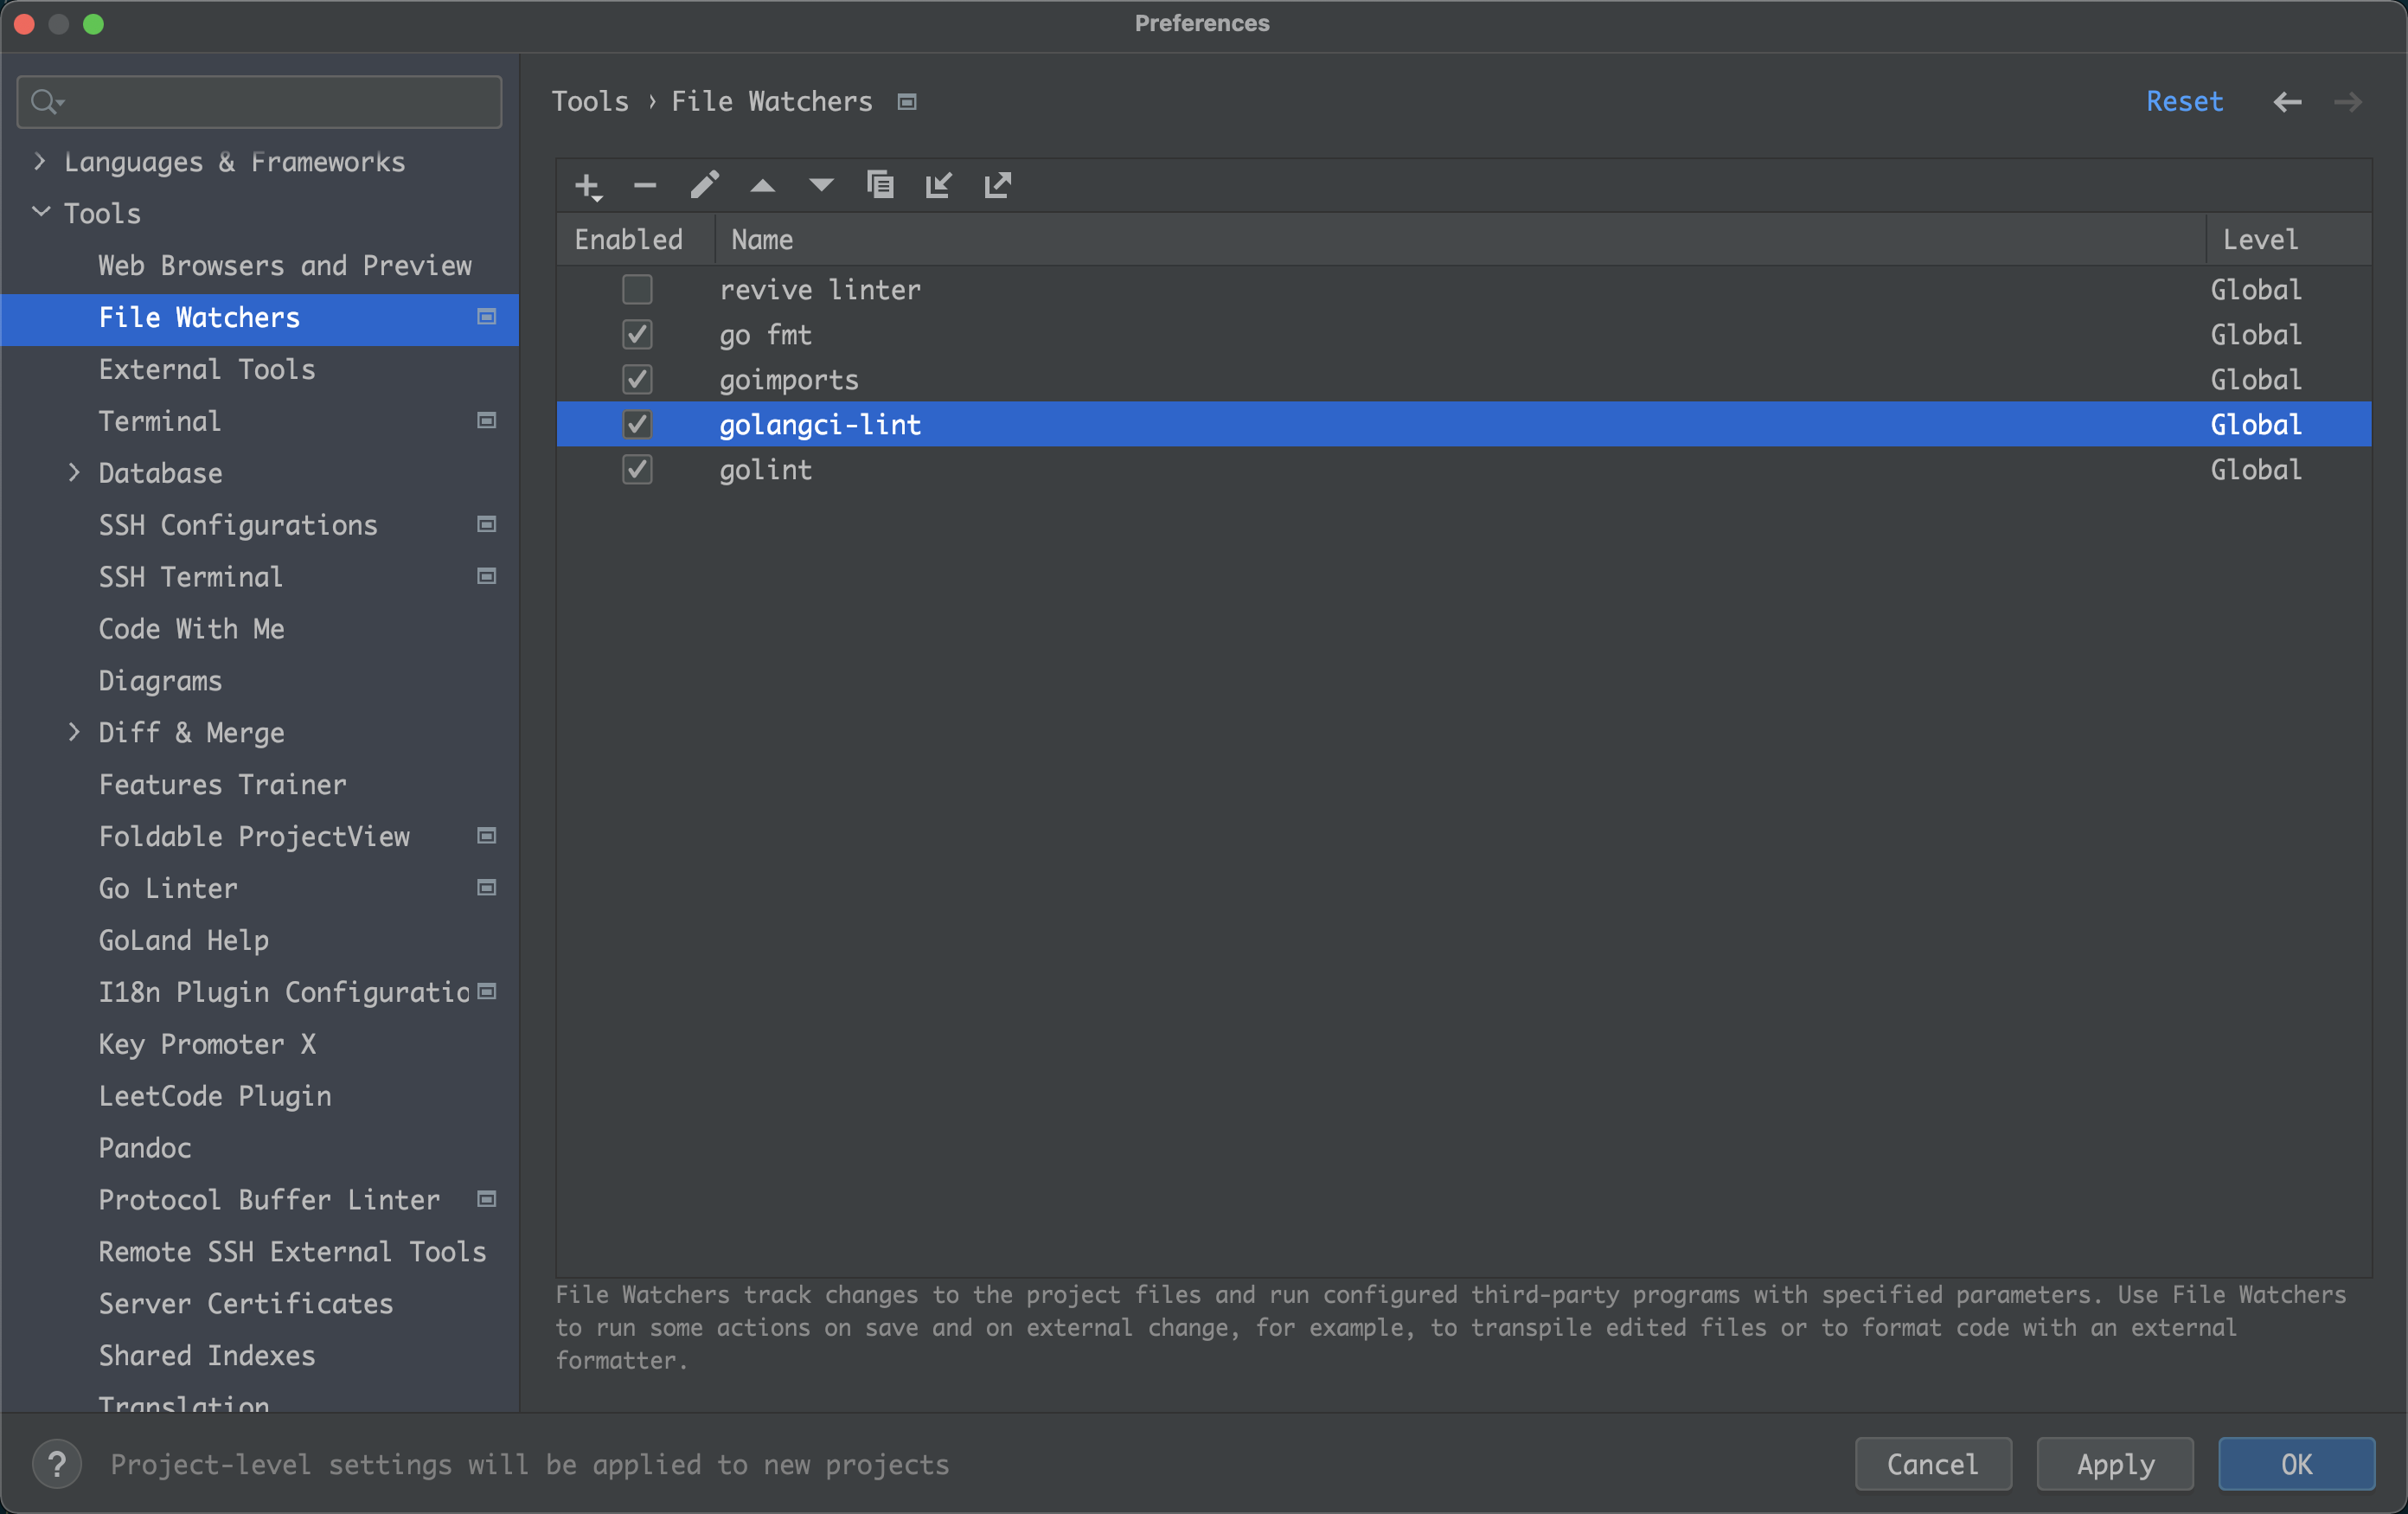 Preferences
Languages & Frameworks
Tools
Web Browsers and Preview
File Watchers
External Tools
Terminal
Database
SSH Configurations
SSH Terminal
Code With Me
Diagrams
Diff & Merge
Features Trainer
Foldable ProjectView
Go Linter
GoLand Help
I18n Plugin Configuratio
Key Promoter X
LeetCode Plugin
Pandoc
Protocol Buffer Linter
Remote SSH External Tools
Server Certificates
Shared Indexes
Translation
Tools › File Watchers
Reset
Enabled Name Level
revive linter Global
go fmt Global
goimports Global
golangci-lint Global
golint Global
File Watchers track changes to the project files and run configured third-party programs with specified parameters. Use File Watchers
to run some actions on save and on external change, for example, to transpile edited files or to format code with an external
formatter.
? Project-level settings will be applied to new projects
Cancel Apply OK